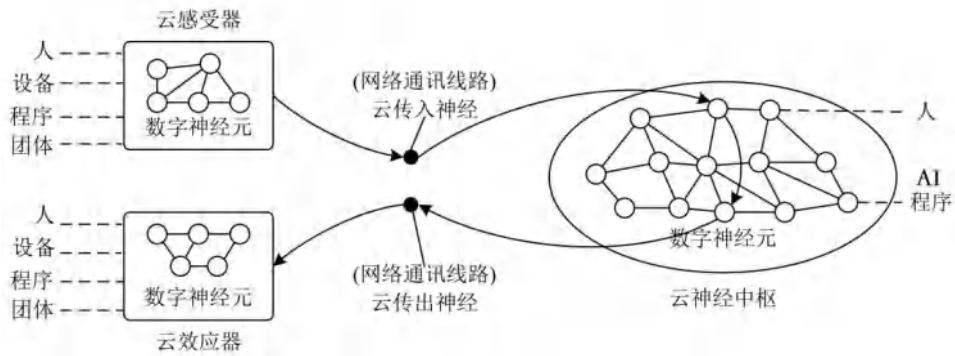 云感受器
人
设备
程序
团体
数字神经元
(网络通讯线路)
云传入神经
人
AI
程序
数字神经元
云神经中枢
人
设备
程序
团体
数字神经元
云效应器
(网络通讯线路)
云传出神经